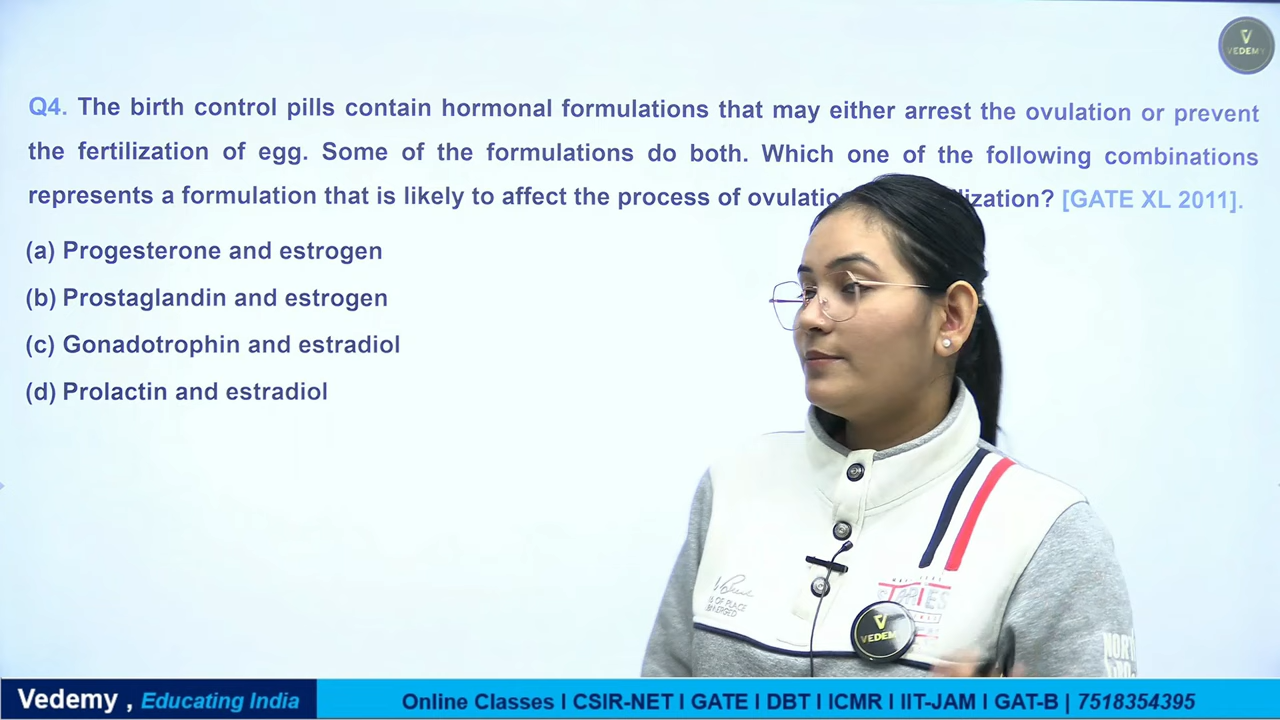 VEDEMY
Q4. The birth control pills contain hormonal formulations that may either arrest the ovulation or prevent
the fertilization of egg. Some of the formulations do both. Which one of the following combinations
represents a formulation that is likely to affect the process of [GATE XL 2011].
(a) Progesterone and estrogen
(b) Prostaglandin and estrogen
(c) Gonadotrophin and estradiol
(d) Prolactin and estradiol
Vedemy , Educating India
Online Classes I CSIR-NET I GATE I DBT I ICMR I IIT-JAM I GAT-B | 7518354395